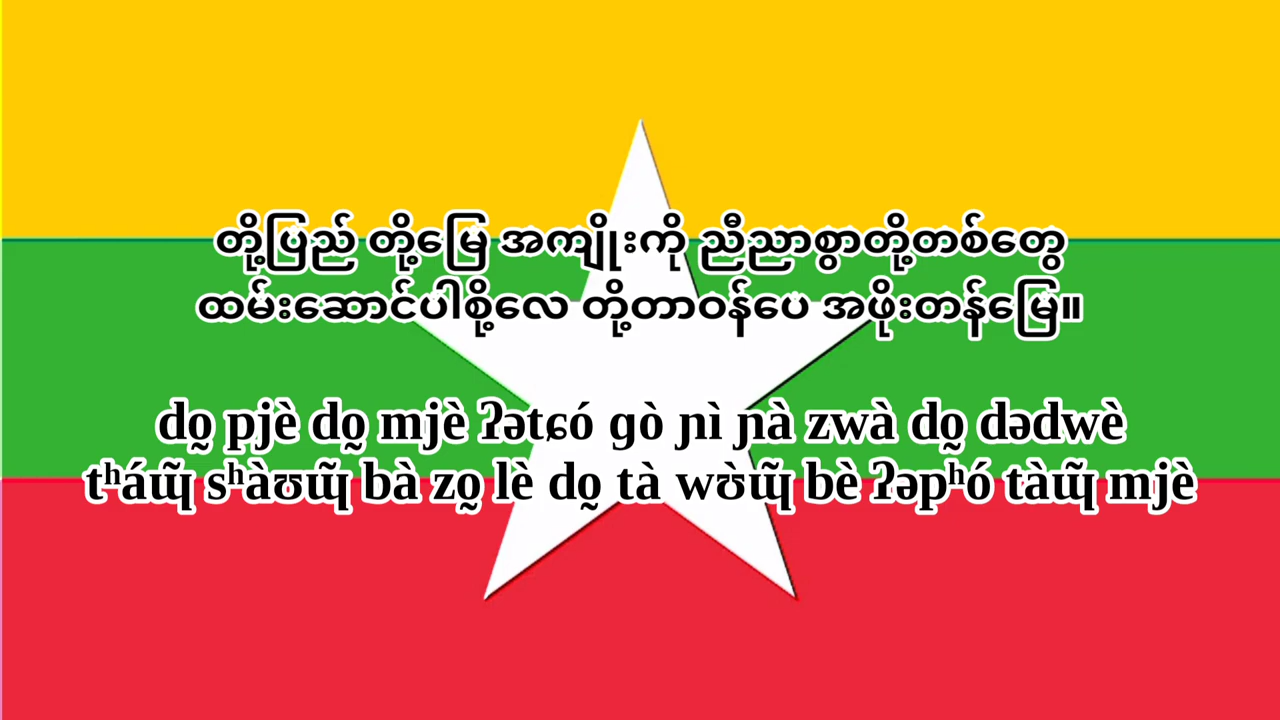 တို့ပြည် တို့မြေ အကျိုးကို ညီညာစွာတို့တစ်တွေ
ထမ်းဆောင်ပါစို့လေ တို့တာဝန်ပေ အဖိုးတန်မြေ။
do̰ pjè do̰ mjè ʔətɕó ɡò ɲì ɲà zwà do̰ dədwè
tʰáɰ̃ sʰàʊɰ̃ bà zo̰ lè do̰ tà wʊ̀ɰ̃ bè ʔəpʰó tàɰ̃ mjè